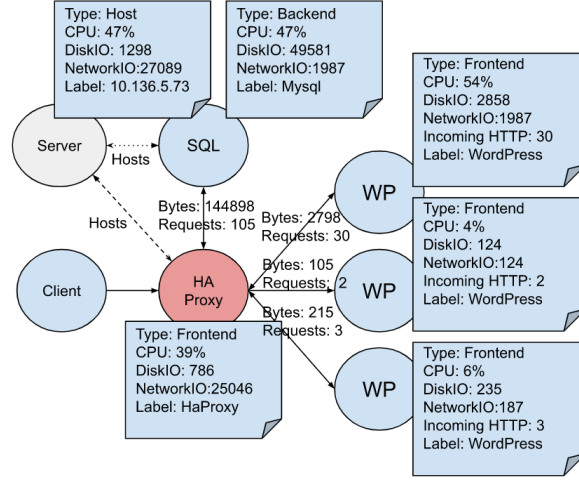 Type: Host
CPU: 47%
DiskIO: 1298
NetworkIO:27089
Label: 10.136.5.73
Type: Backend
CPU: 47%
DiskIO: 49581
NetworkIO:1987
Label: Mysql
Type: Frontend
CPU: 54%
DiskIO: 2858
NetworkIO:1987
Incoming HTTP: 30
Label: WordPress
Server
Hosts
SQL
Hosts
Bytes: 144898
Requests: 105
Bytes: 2798
Requests: 30
WP
Type: Frontend
CPU: 4%
DiskIO: 124
NetworkIO:124
Incoming HTTP: 2
Label: WordPress
Client
HA
Proxy
Bytes: 105
Requests: 2
WP
Bytes: 215
Requests: 3
Type: Frontend
CPU: 39%
DiskIO: 786
NetworkIO:25046
Label: HaProxy
WP
Type: Frontend
CPU: 6%
DiskIO: 235
NetworkIO:187
Incoming HTTP: 3
Label: WordPress